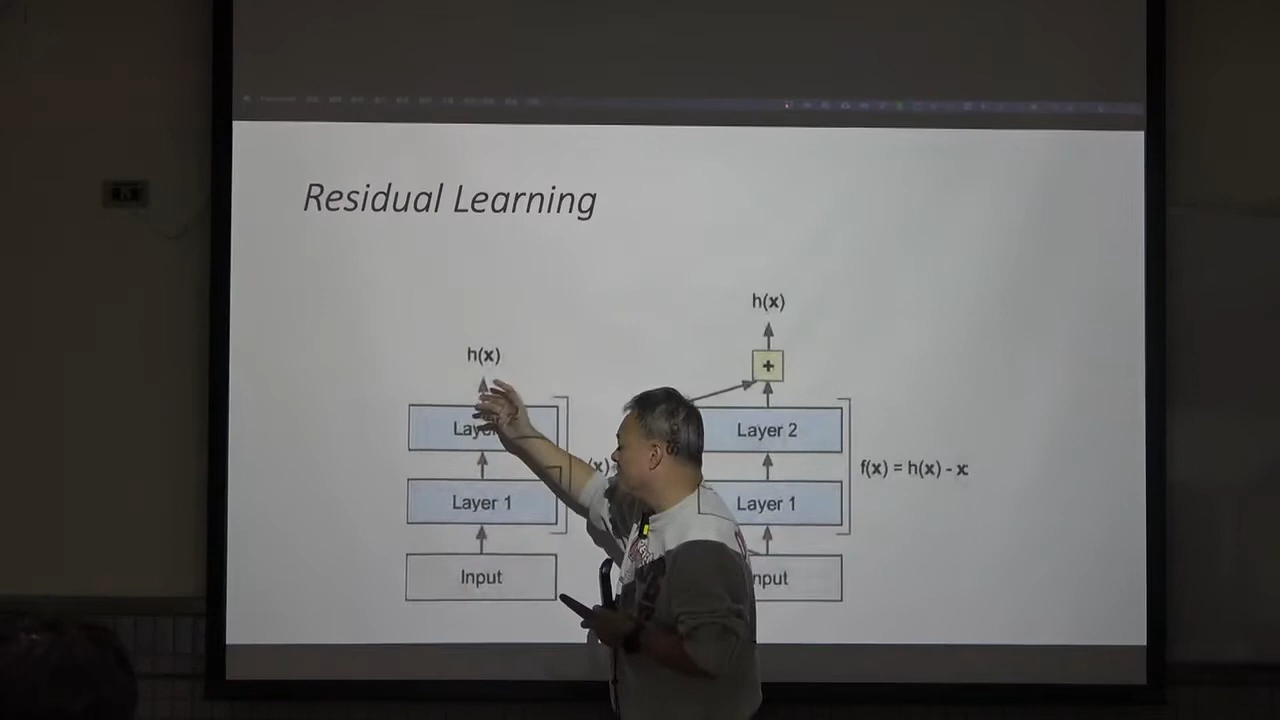 Residual Learning
h(x)
h(x)
+
Layer 2
Layer 1
Layer 1
(x)
f(x) = h(x) - x
Input